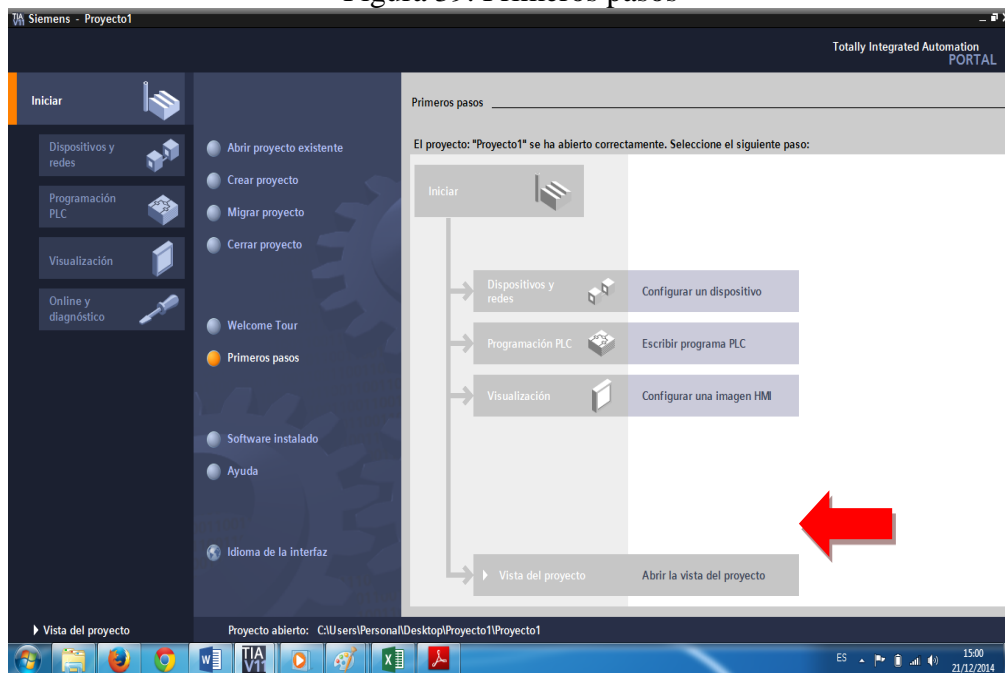 Siemens - Proyecto1
Totally Integrated Automation
PORTAL
Iniciar
Dispositivos y
redes
Programación
PLC
Visualización
Online y
diagnóstico
Abrir proyecto existente
Crear proyecto
Migrar proyecto
Cerrar proyecto
Welcome Tour
Primeros pasos
Software instalado
Ayuda
Idioma de la interfaz
Primeros pasos
El proyecto: "Proyecto1" se ha abierto correctamente. Seleccione el siguiente paso:
Iniciar
Dispositivos y
redes
Configurar un dispositivo
Programación PLC
Escribir programa PLC
Visualización
Configurar una imagen HMI
Vista del proyecto
Abrir la vista del proyecto
Vista del proyecto
Proyecto abierto: C:\Users\Personal\Desktop\Proyecto1\Proyecto1
TIA
V11
ES
15:00
21/12/2014